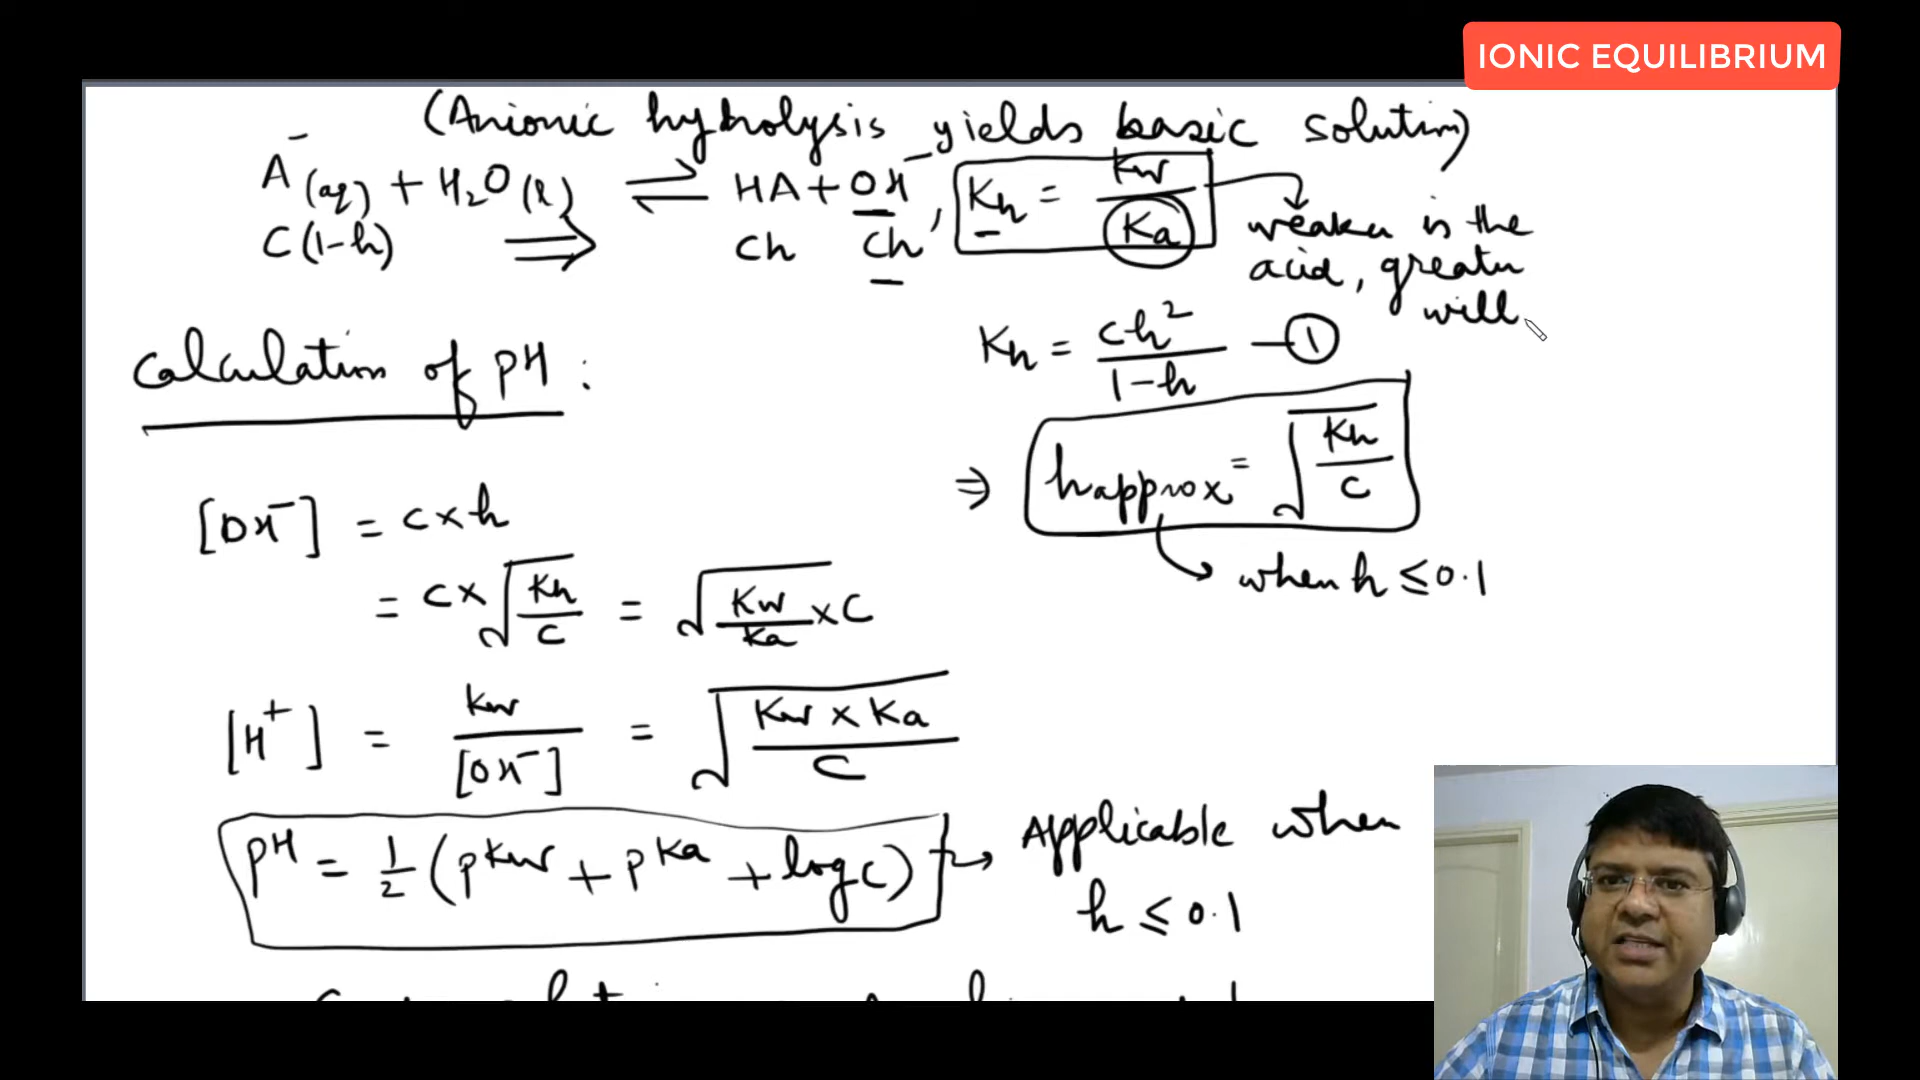 IONIC EQUILIBRIUM
(Anionic hydrolysis yields basic solution)
A⁻(aq) + H₂O(l) ⇌ HA + OH⁻, Kh = Kw/Ka → weaker is the
C(1-h) ⇒ Ch Ch acid, greater
will
Kh = ch²/(1-h) — ①
Calculation of pH :
⇒ happrox = √(Kh/C)
→ when h ≤ 0.1
[OH⁻] = C×h
= C×√(Kh/C) = √(Kw/Ka × C)
[H⁺] = Kw/[OH⁻] = √(Kw × Ka/C)
pH = 1/2 (pKw + pKa + log C) → Applicable when
h ≤ 0.1